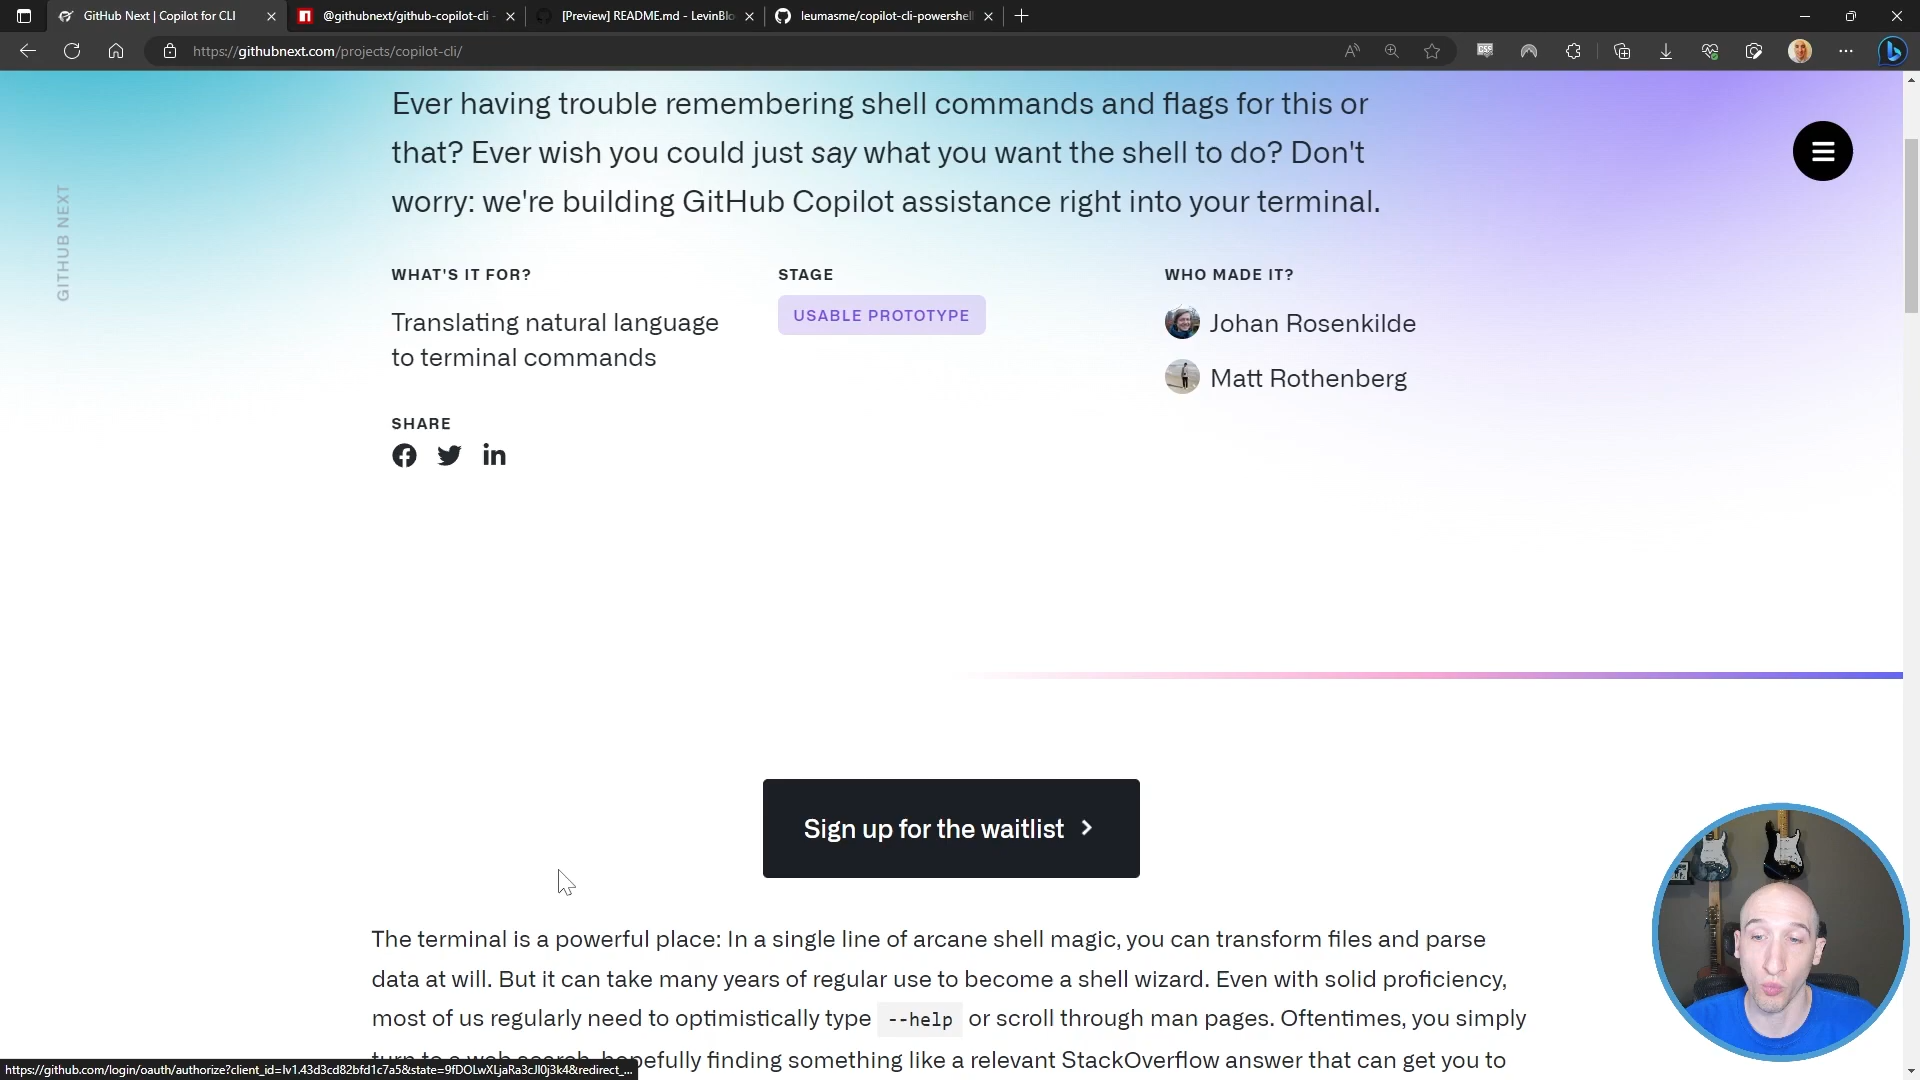 GitHub Next | Copilot for CLI
@githubnext/github-copilot-cli -
[Preview] README.md - LevinBlo
leumasme/copilot-cli-powershell
https://githubnext.com/projects/copilot-cli/
GITHUB NEXT
Ever having trouble remembering shell commands and flags for this or
that? Ever wish you could just say what you want the shell to do? Don't
worry: we're building GitHub Copilot assistance right into your terminal.
WHAT'S IT FOR?
Translating natural language
to terminal commands
STAGE
USABLE PROTOTYPE
WHO MADE IT?
Johan Rosenkilde
Matt Rothenberg
SHARE
Sign up for the waitlist
The terminal is a powerful place: In a single line of arcane shell magic, you can transform files and parse
data at will. But it can take many years of regular use to become a shell wizard. Even with solid proficiency,
most of us regularly need to optimistically type --help or scroll through man pages. Oftentimes, you simply
turn to a web search, hopefully finding something like a relevant StackOverflow answer that can get you to